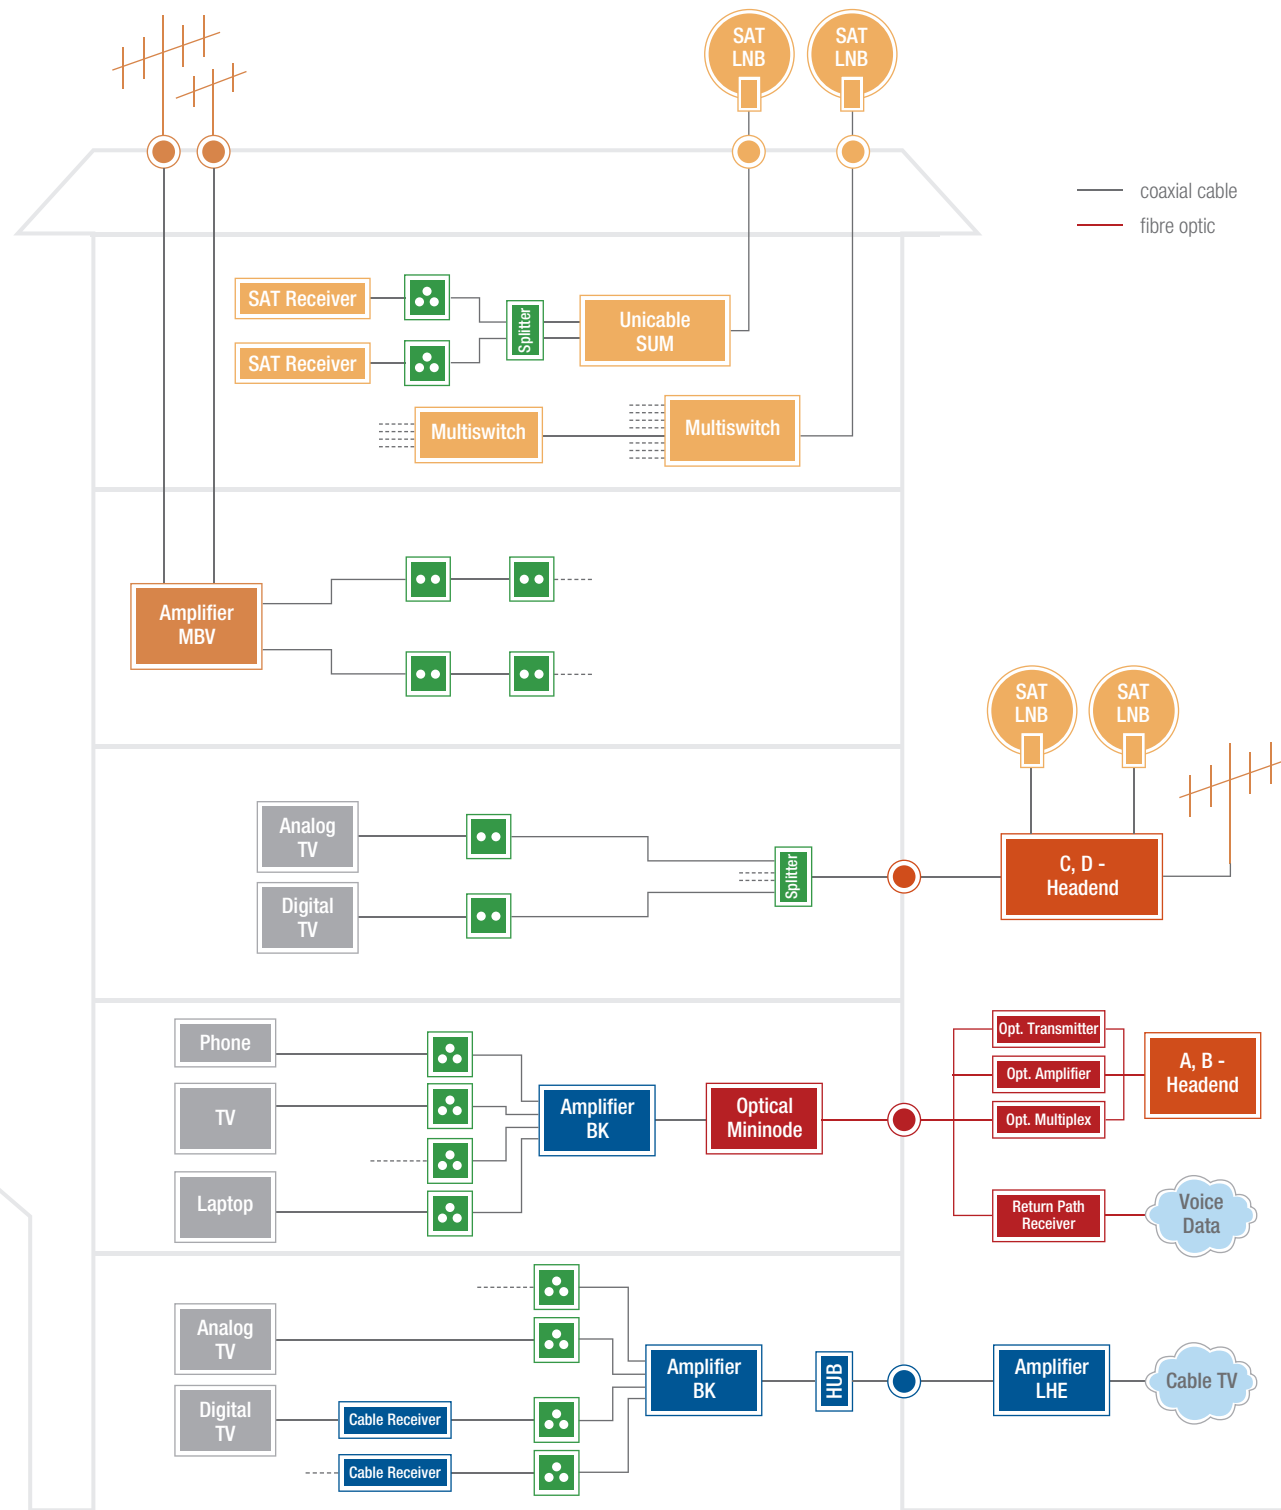 SAT
LNB
SAT
LNB
coaxial cable
fibre optic
SAT Receiver
SAT Receiver
Splitter
Unicable
SUM
Multiswitch
Multiswitch
Amplifier
MBV
SAT
LNB
SAT
LNB
Analog
TV
Digital
TV
Splitter
C, D -
Headend
Phone
TV
Laptop
Amplifier
BK
Optical
Mininode
Opt. Transmitter
Opt. Amplifier
Opt. Multiplex
A, B -
Headend
Return Path
Receiver
Voice
Data
Analog
TV
Digital
TV
Cable Receiver
Cable Receiver
Amplifier
BK
HUB
Amplifier
LHE
Cable TV